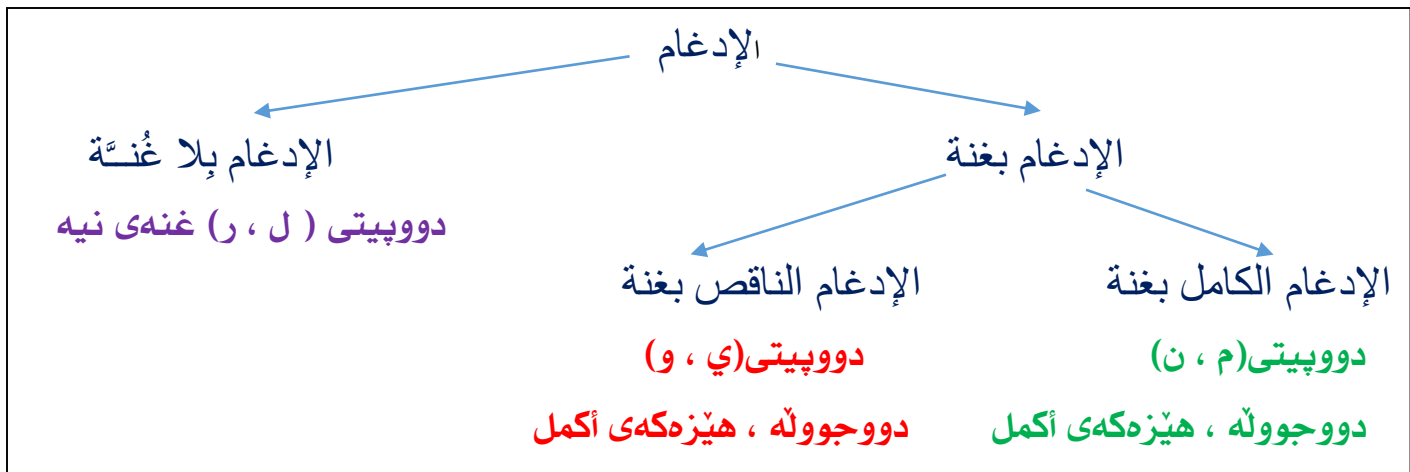 الإدغام
الإدغام بغنة
الإدغام بِلا غُنــَّة
دووپیتی ( ل ، ر) غنەی نیە
الإدغام الكامل بغنة
الإدغام الناقص بغنة
دووپیتی(م ، ن)
دووپیتی(ي ، و)
دووجووڵە ، هێزەكەی أكمل
دووجووڵە ، هێزەكەی أكمل